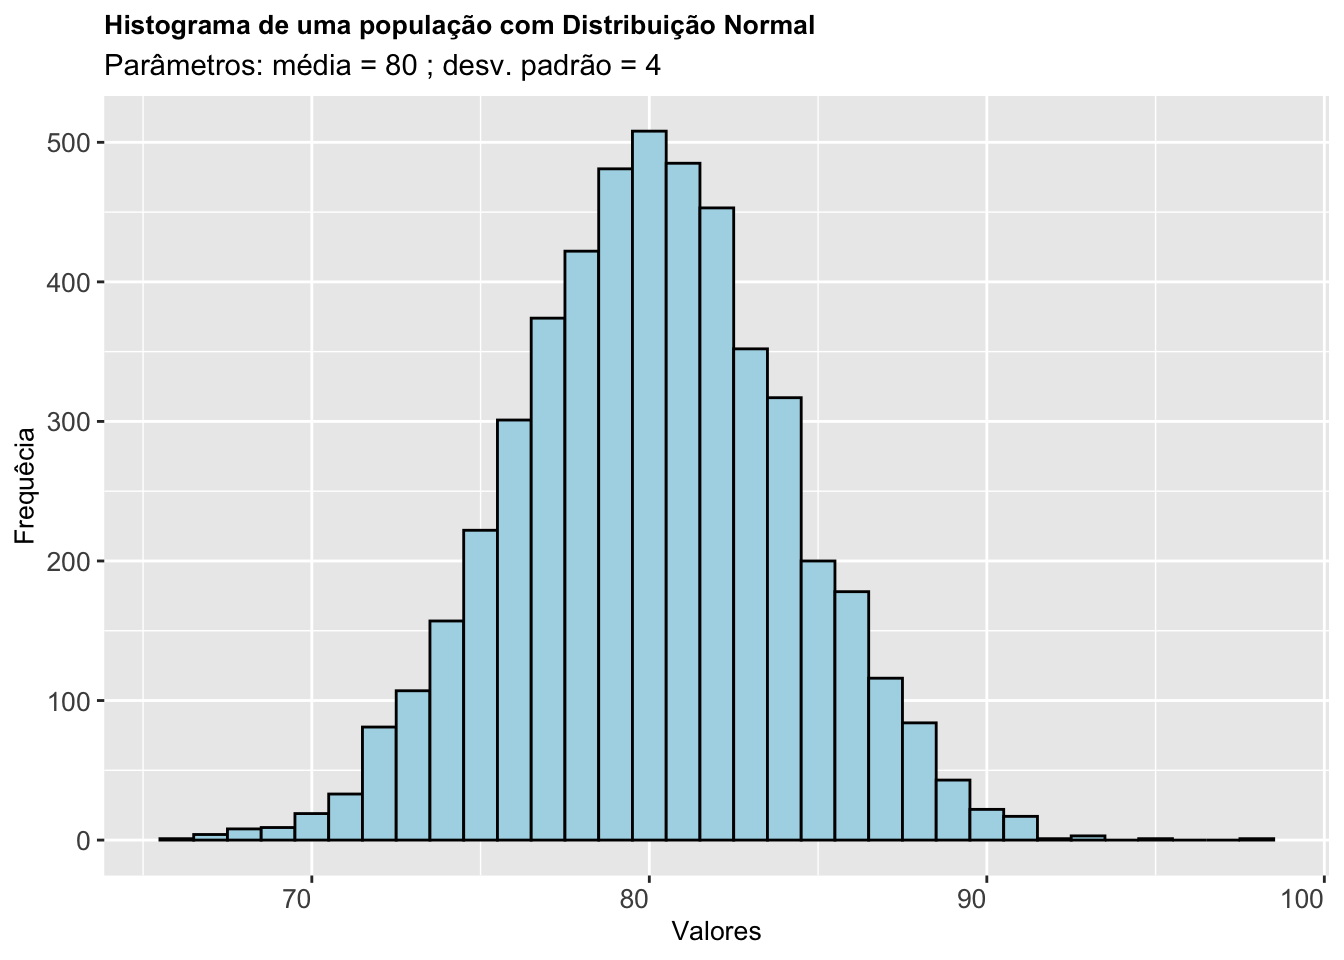 Histograma de uma população com Distribuição Normal
Parâmetros: média = 80 ; desv. padrão = 4
500
400
300
200
100
0
Frequêcia
70 80 90 100
Valores